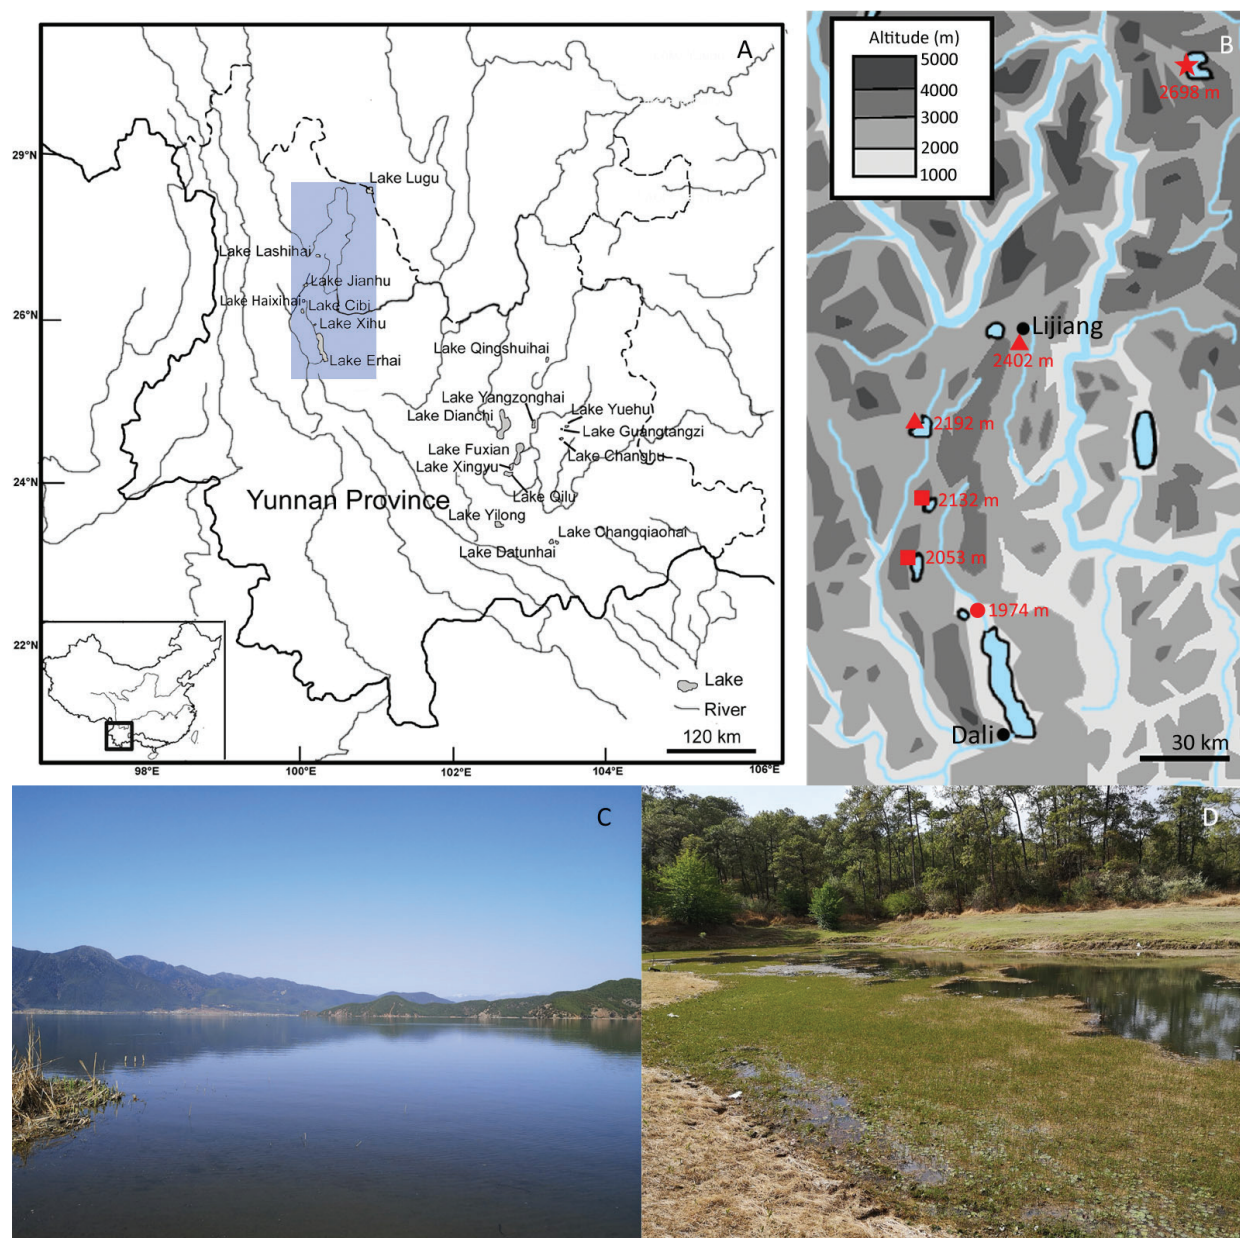 A
29°N
26°N
24°N
22°N
Lake Lugu
Lake Lashihai
Lake Jianhu
Lake Haixihai
Lake Cibi
Lake Xihu
Lake Erhai
Lake Qingshuihai
Lake Yangzonghai
Lake Dianchi
Lake Yuehu
Lake Guangtangzi
Lake Fuxian
Lake Changhu
Lake Xingyu
Lake Qilu
Yunnan Province
Lake Yilong
Lake Changqiaohai
Lake Datunhai
Lake
River
120 km
98°E
100°E
102°E
104°E
106°E
B
Altitude (m)
5000
4000
3000
2000
1000
2698 m
Lijiang
2402 m
2192 m
2132 m
2053 m
1974 m
Dali
30 km
C
D